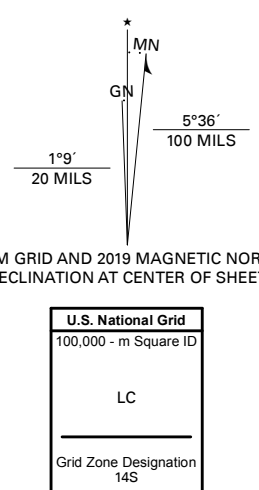 ★
MN
GN
5°36´
100 MILS
1°9´
20 MILS
M GRID AND 2019 MAGNETIC NOR
ECLINATION AT CENTER OF SHEET
U.S. National Grid
100,000 - m Square ID
LC
Grid Zone Designation
14S